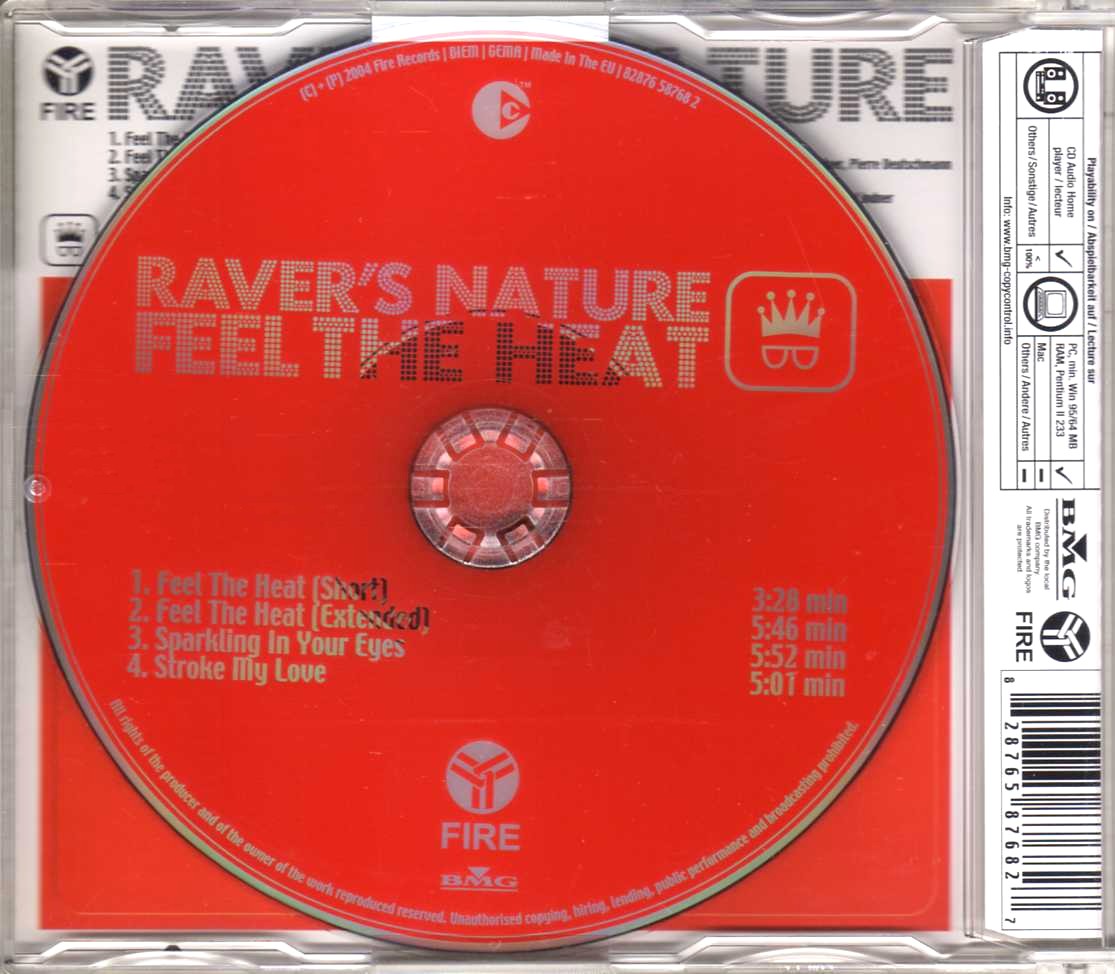 FIRE
RAVER TURE
1. Feel The
2. Feel
3.
4.
Pierre Deutschmann
(C) + (P) 2004 Fire Records | BIEM | GEMA | Made In The EU | 82876 58768 2
C
TM
RAVER'S NATURE
FEEL THE HEAT
1. Feel The Heat (Short) 3:28 min
2. Feel The Heat (Extended) 5:46 min
3. Sparkling In Your Eyes 5:52 min
4. Stroke My Love 5:01 min
FIRE
BMG
All rights of the producer and of the owner of the work reproduced reserved. Unauthorised copying, hiring, lending, public performance and broadcasting prohibited.
Playability on / Abspielbarkeit auf / Lecture sur
CD Audio Home
player / lecteur
Others / Sonstige / Autres
<
100%
PC, min. Win 95/64 MB
RAM, Pentium II 233
Mac
Others / Andere / Autres
Info: www.bmg-copycontrol.info
BMG
Distributed by the local
BMG company.
All trademarks and logos
are protected
FIRE
8 28765 87682 7